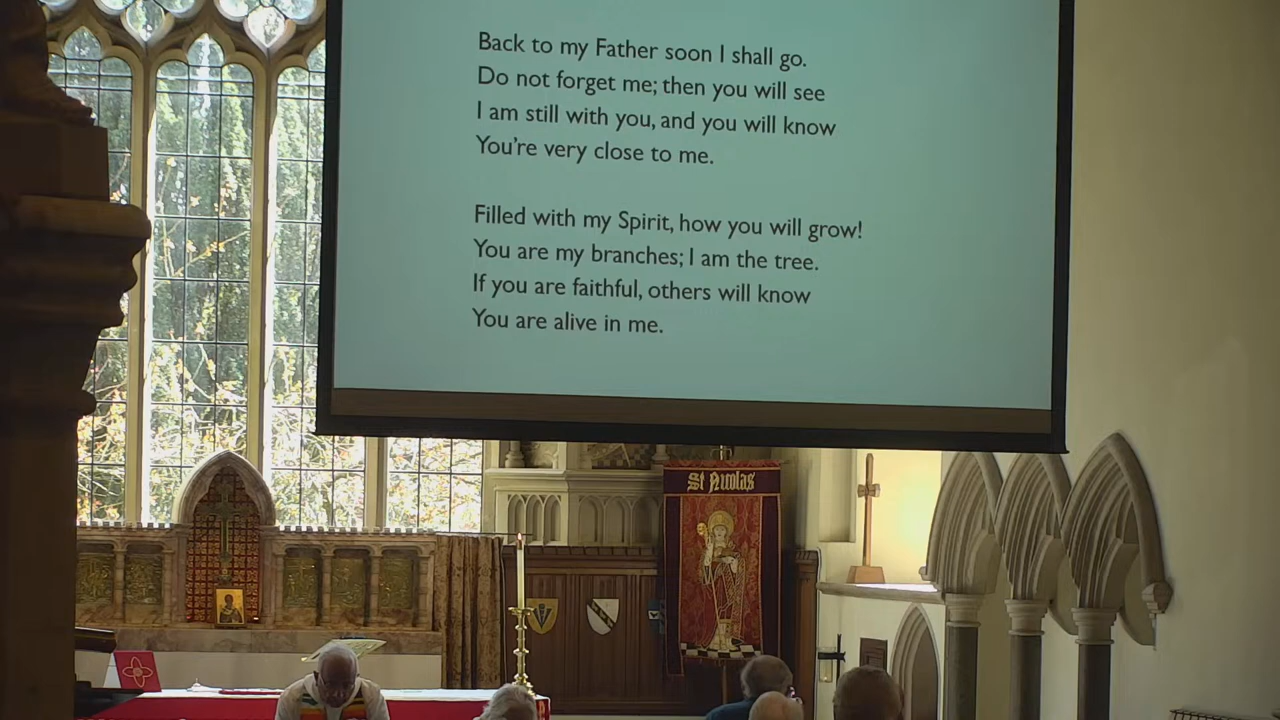 Back to my Father soon I shall go.
Do not forget me; then you will see
I am still with you, and you will know
You're very close to me.
Filled with my Spirit, how you will grow!
You are my branches; I am the tree.
If you are faithful, others will know
You are alive in me.
St Nicolas